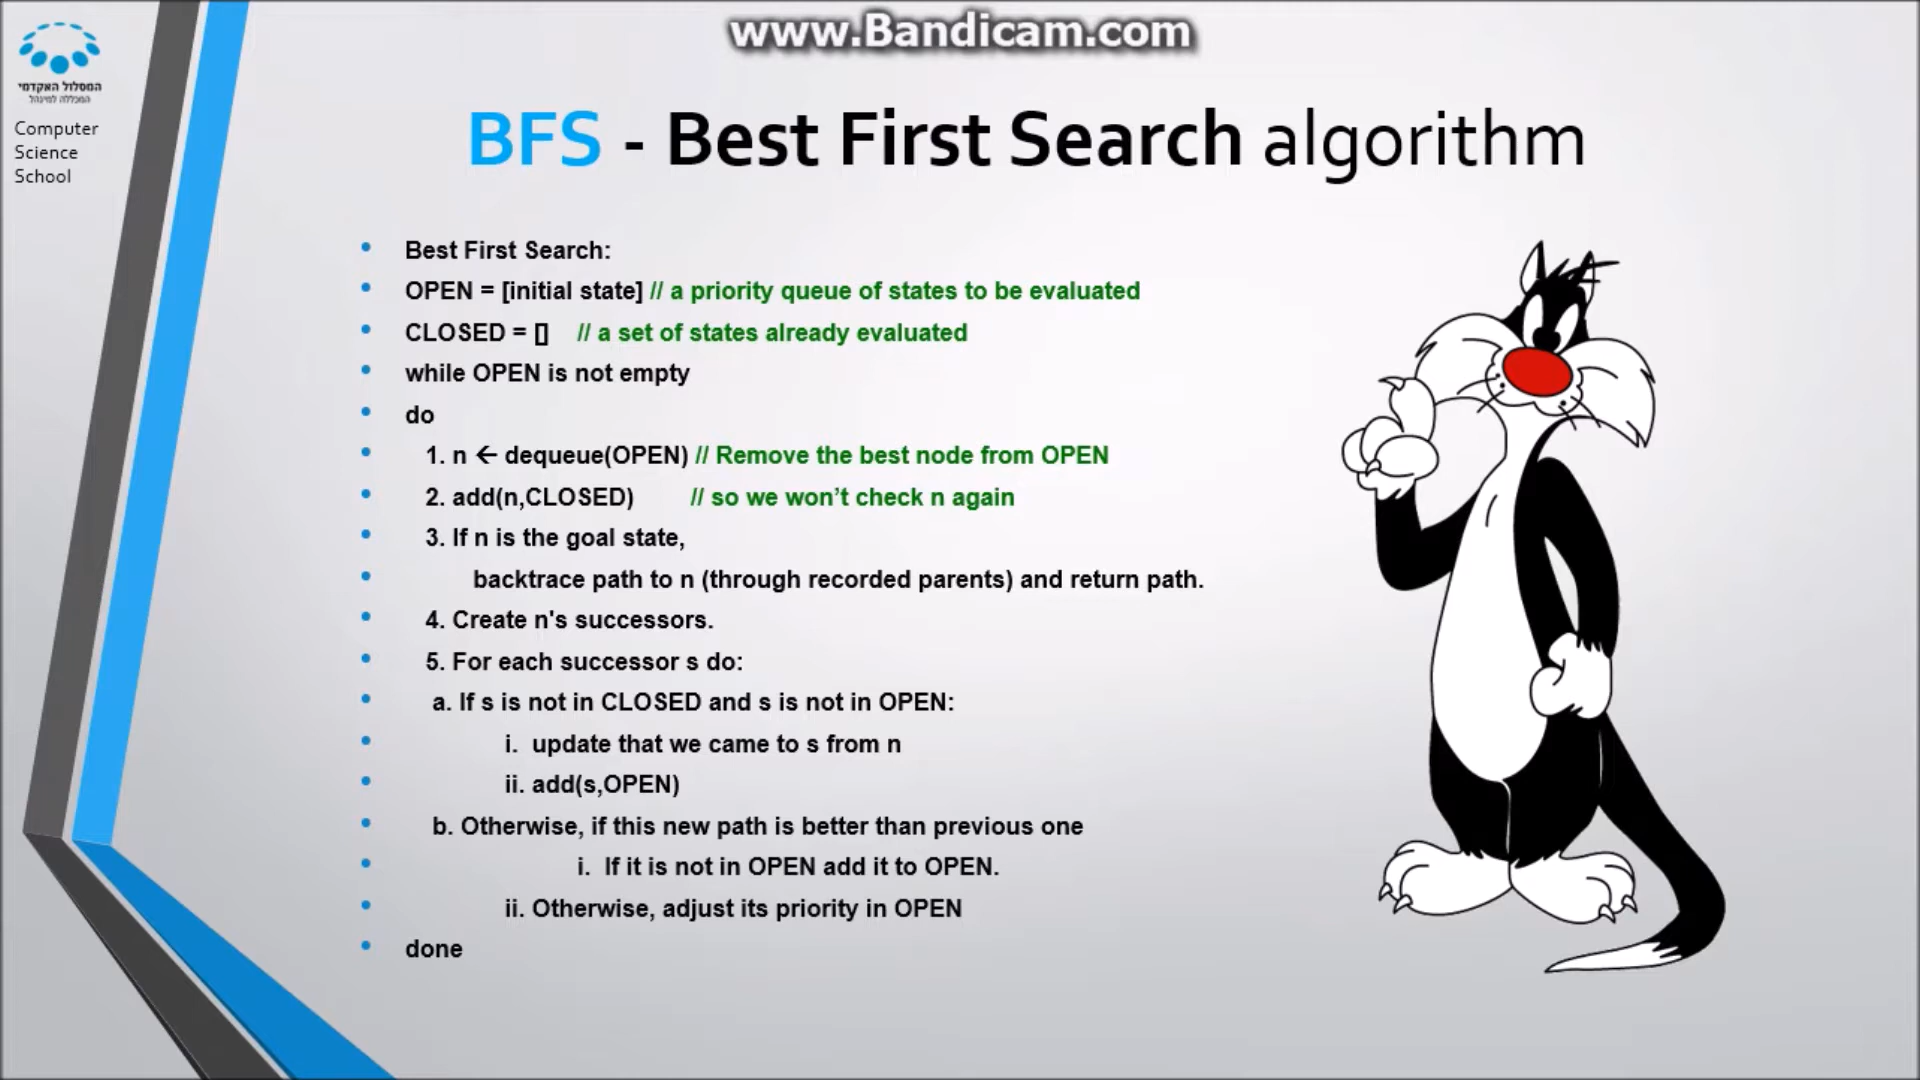 www.Bandicam.com
המסלול האקדמי
המכללה למינהל
Computer
Science
School
BFS - Best First Search algorithm
Best First Search:
OPEN = [initial state] // a priority queue of states to be evaluated
CLOSED = [] // a set of states already evaluated
while OPEN is not empty
do
1. n ← dequeue(OPEN) // Remove the best node from OPEN
2. add(n,CLOSED) // so we won’t check n again
3. If n is the goal state,
backtrace path to n (through recorded parents) and return path.
4. Create n's successors.
5. For each successor s do:
a. If s is not in CLOSED and s is not in OPEN:
i. update that we came to s from n
ii. add(s,OPEN)
b. Otherwise, if this new path is better than previous one
i. If it is not in OPEN add it to OPEN.
ii. Otherwise, adjust its priority in OPEN
done